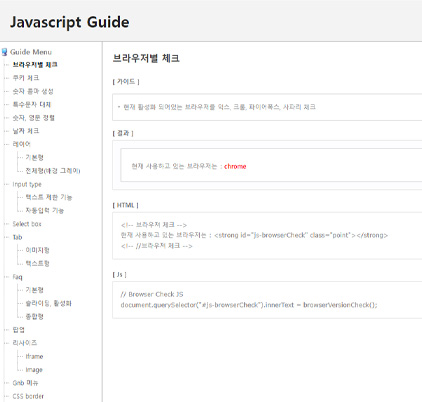 Javascript Guide
Guide Menu
브라우저별 체크
쿠키 체크
숫자 콤마 생성
특수문자 대체
숫자, 영문 정렬
날짜 체크
레이어
기본형
전체형(배경 그레이)
Input type
텍스트 제한 기능
자동입력 기능
Select box
Tab
이미지형
텍스트형
Faq
기본형
슬라이딩, 활성화
종합형
팝업
리사이즈
iframe
image
Gnb 메뉴
CSS border
브라우저별 체크
[ 가이드 ]
- 현재 활성화 되어있는 브라우저를 익스, 크롬, 파이어폭스, 사파리 체크
[ 결과 ]
현재 사용하고 있는 브라우저는 : chrome
[ HTML ]
<!-- 브라우저 체크 -->
현재 사용하고 있는 브라우저는 : <strong id="js-browserCheck" class="point"></strong>
<!-- //브라우저 체크 -->
[ Js ]
// Browser Check JS
document.querySelector("#js-browserCheck").innerText = browserVersionCheck();